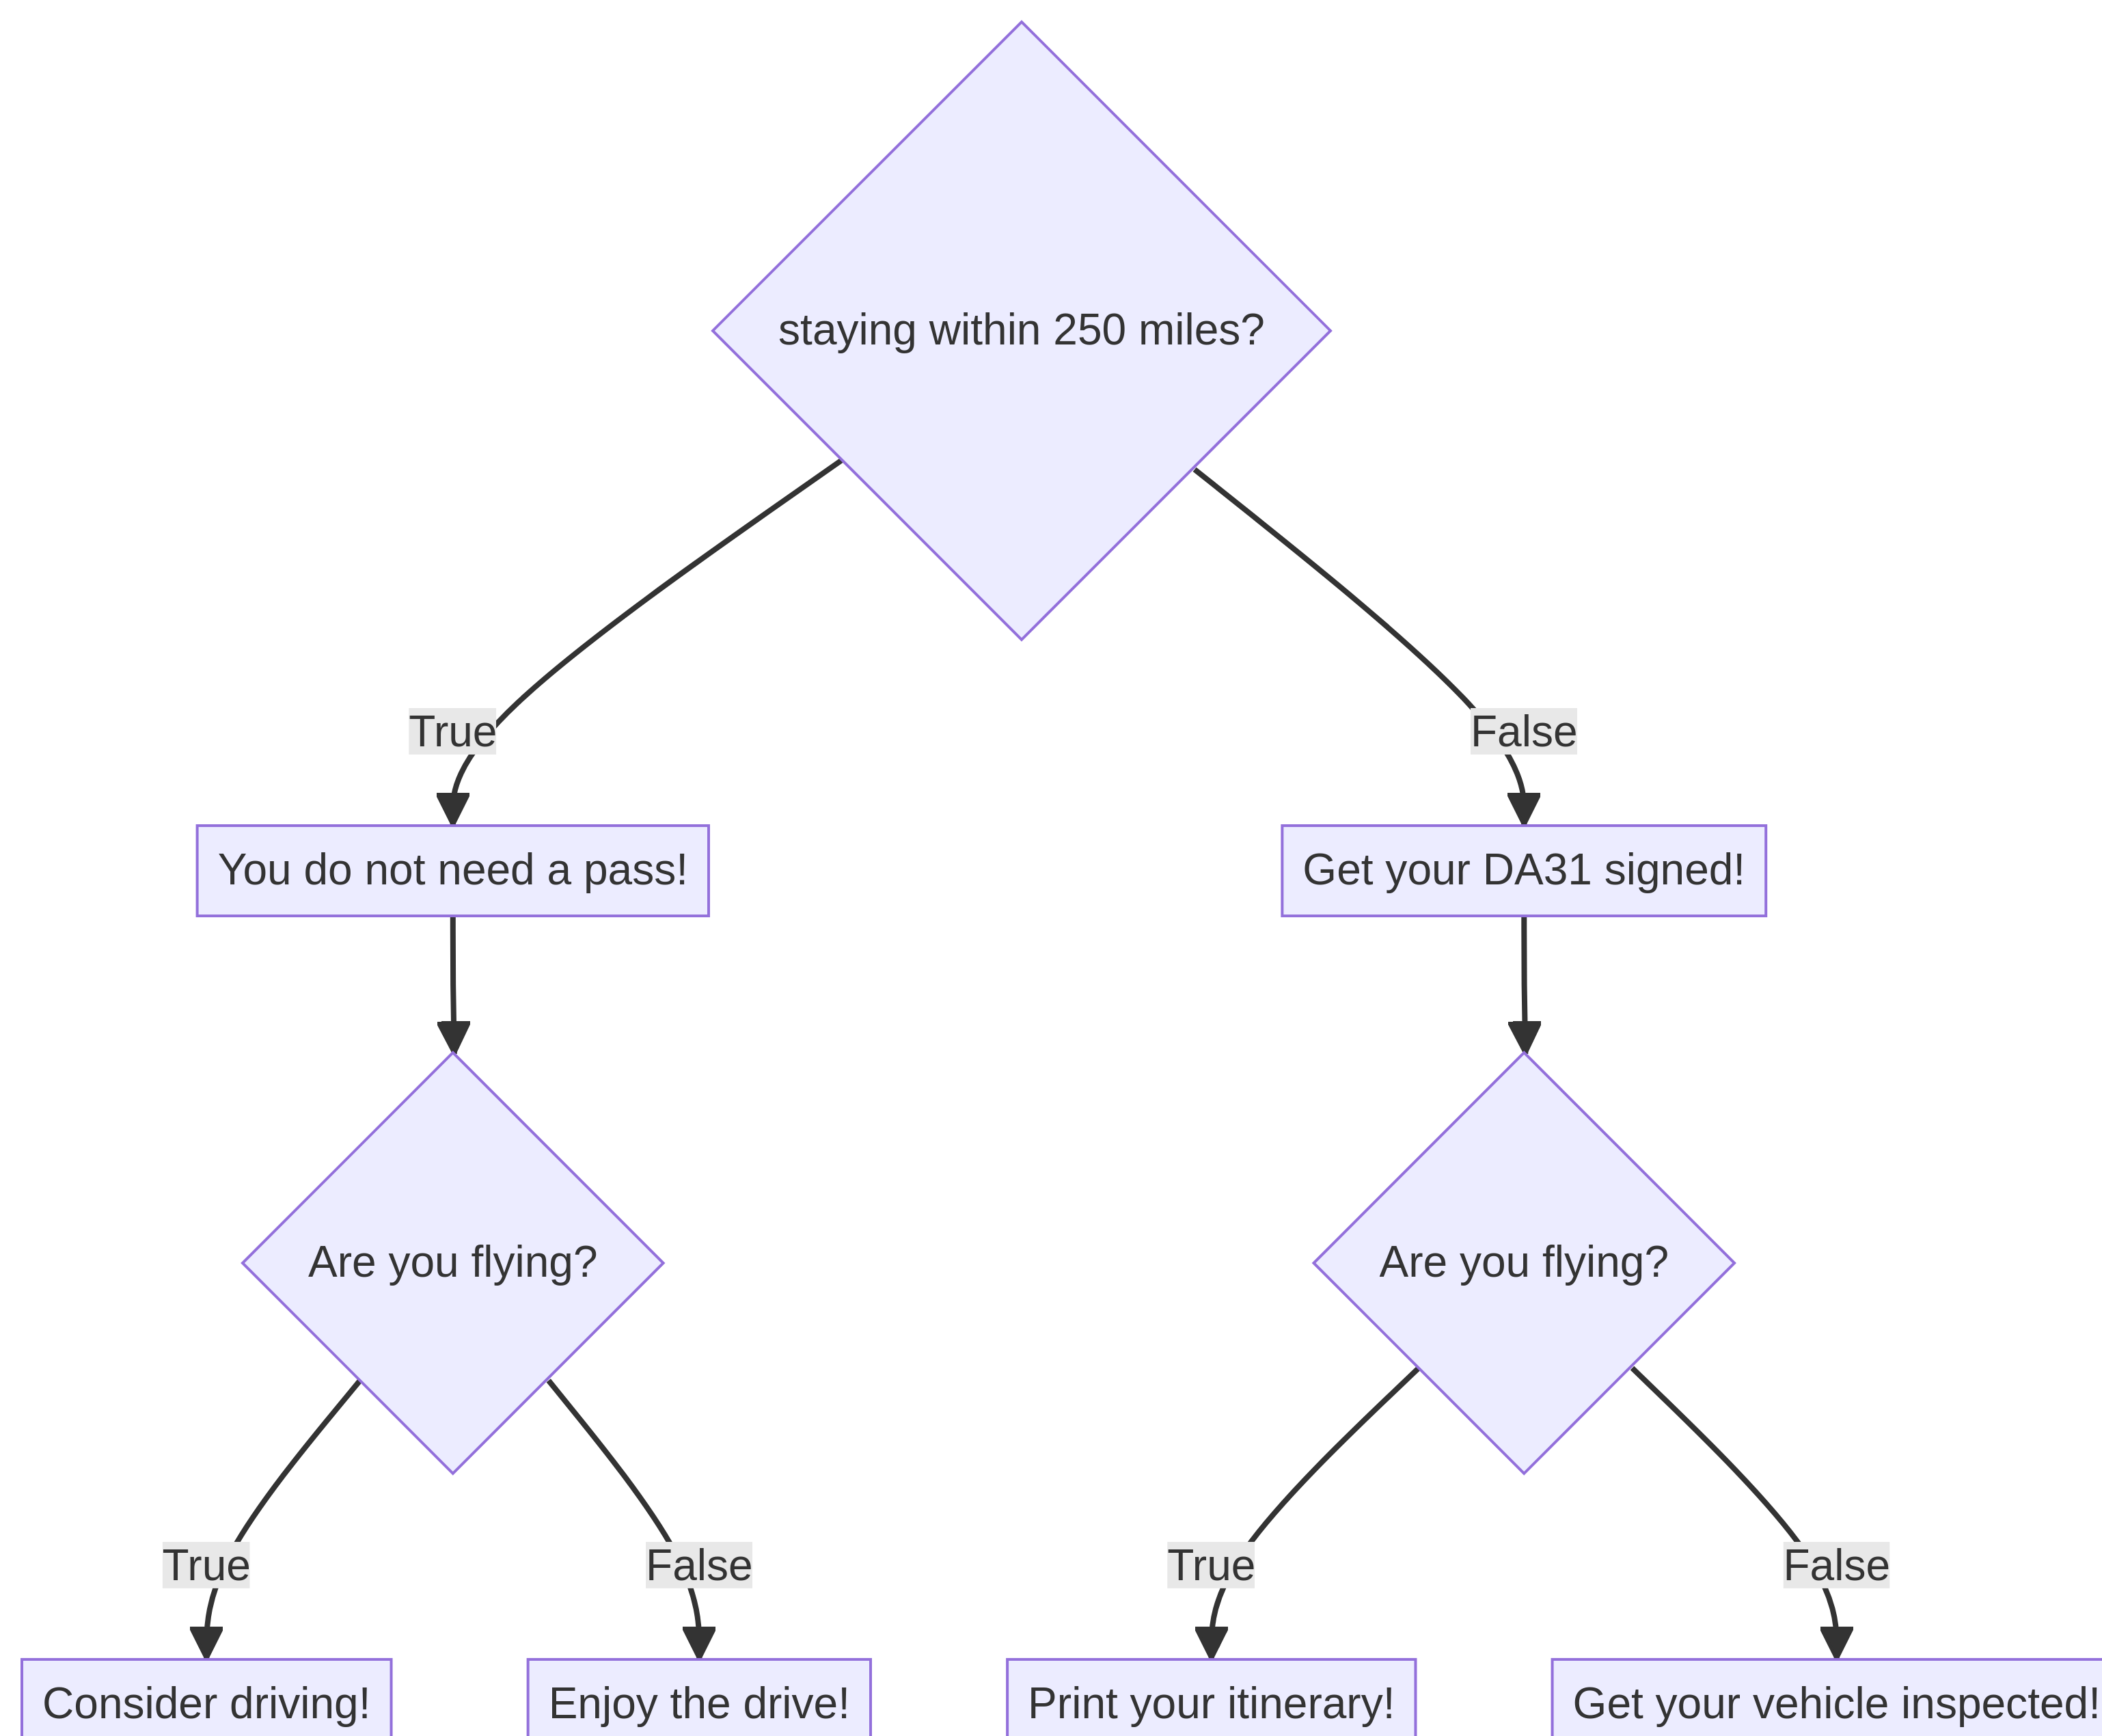 staying within 250 miles?
True
False
You do not need a pass!
Get your DA31 signed!
Are you flying?
Are you flying?
True
False
True
False
Consider driving!
Enjoy the drive!
Print your itinerary!
Get your vehicle inspected!